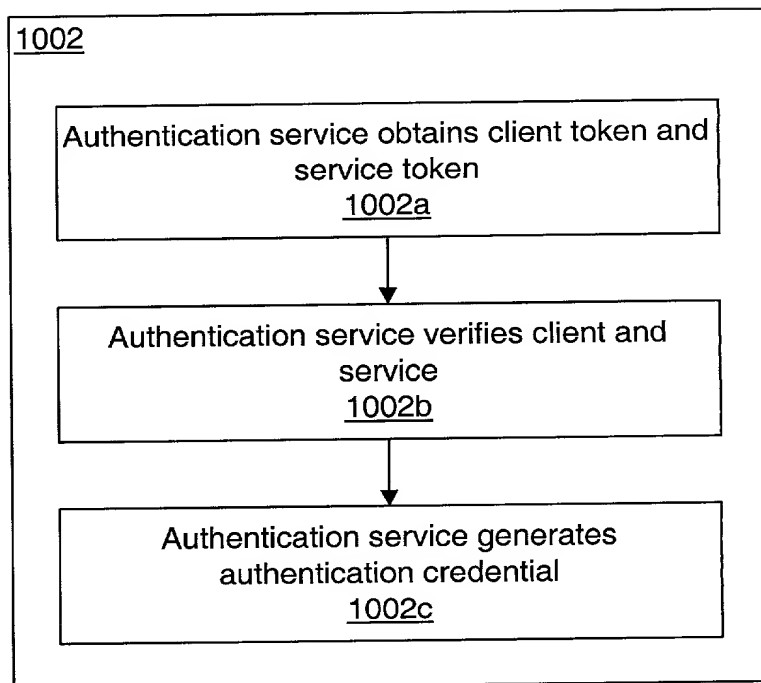 1002
Authentication service obtains client token and
service token
1002a
Authentication service verifies client and
service
1002b
Authentication service generates
authentication credential
1002c